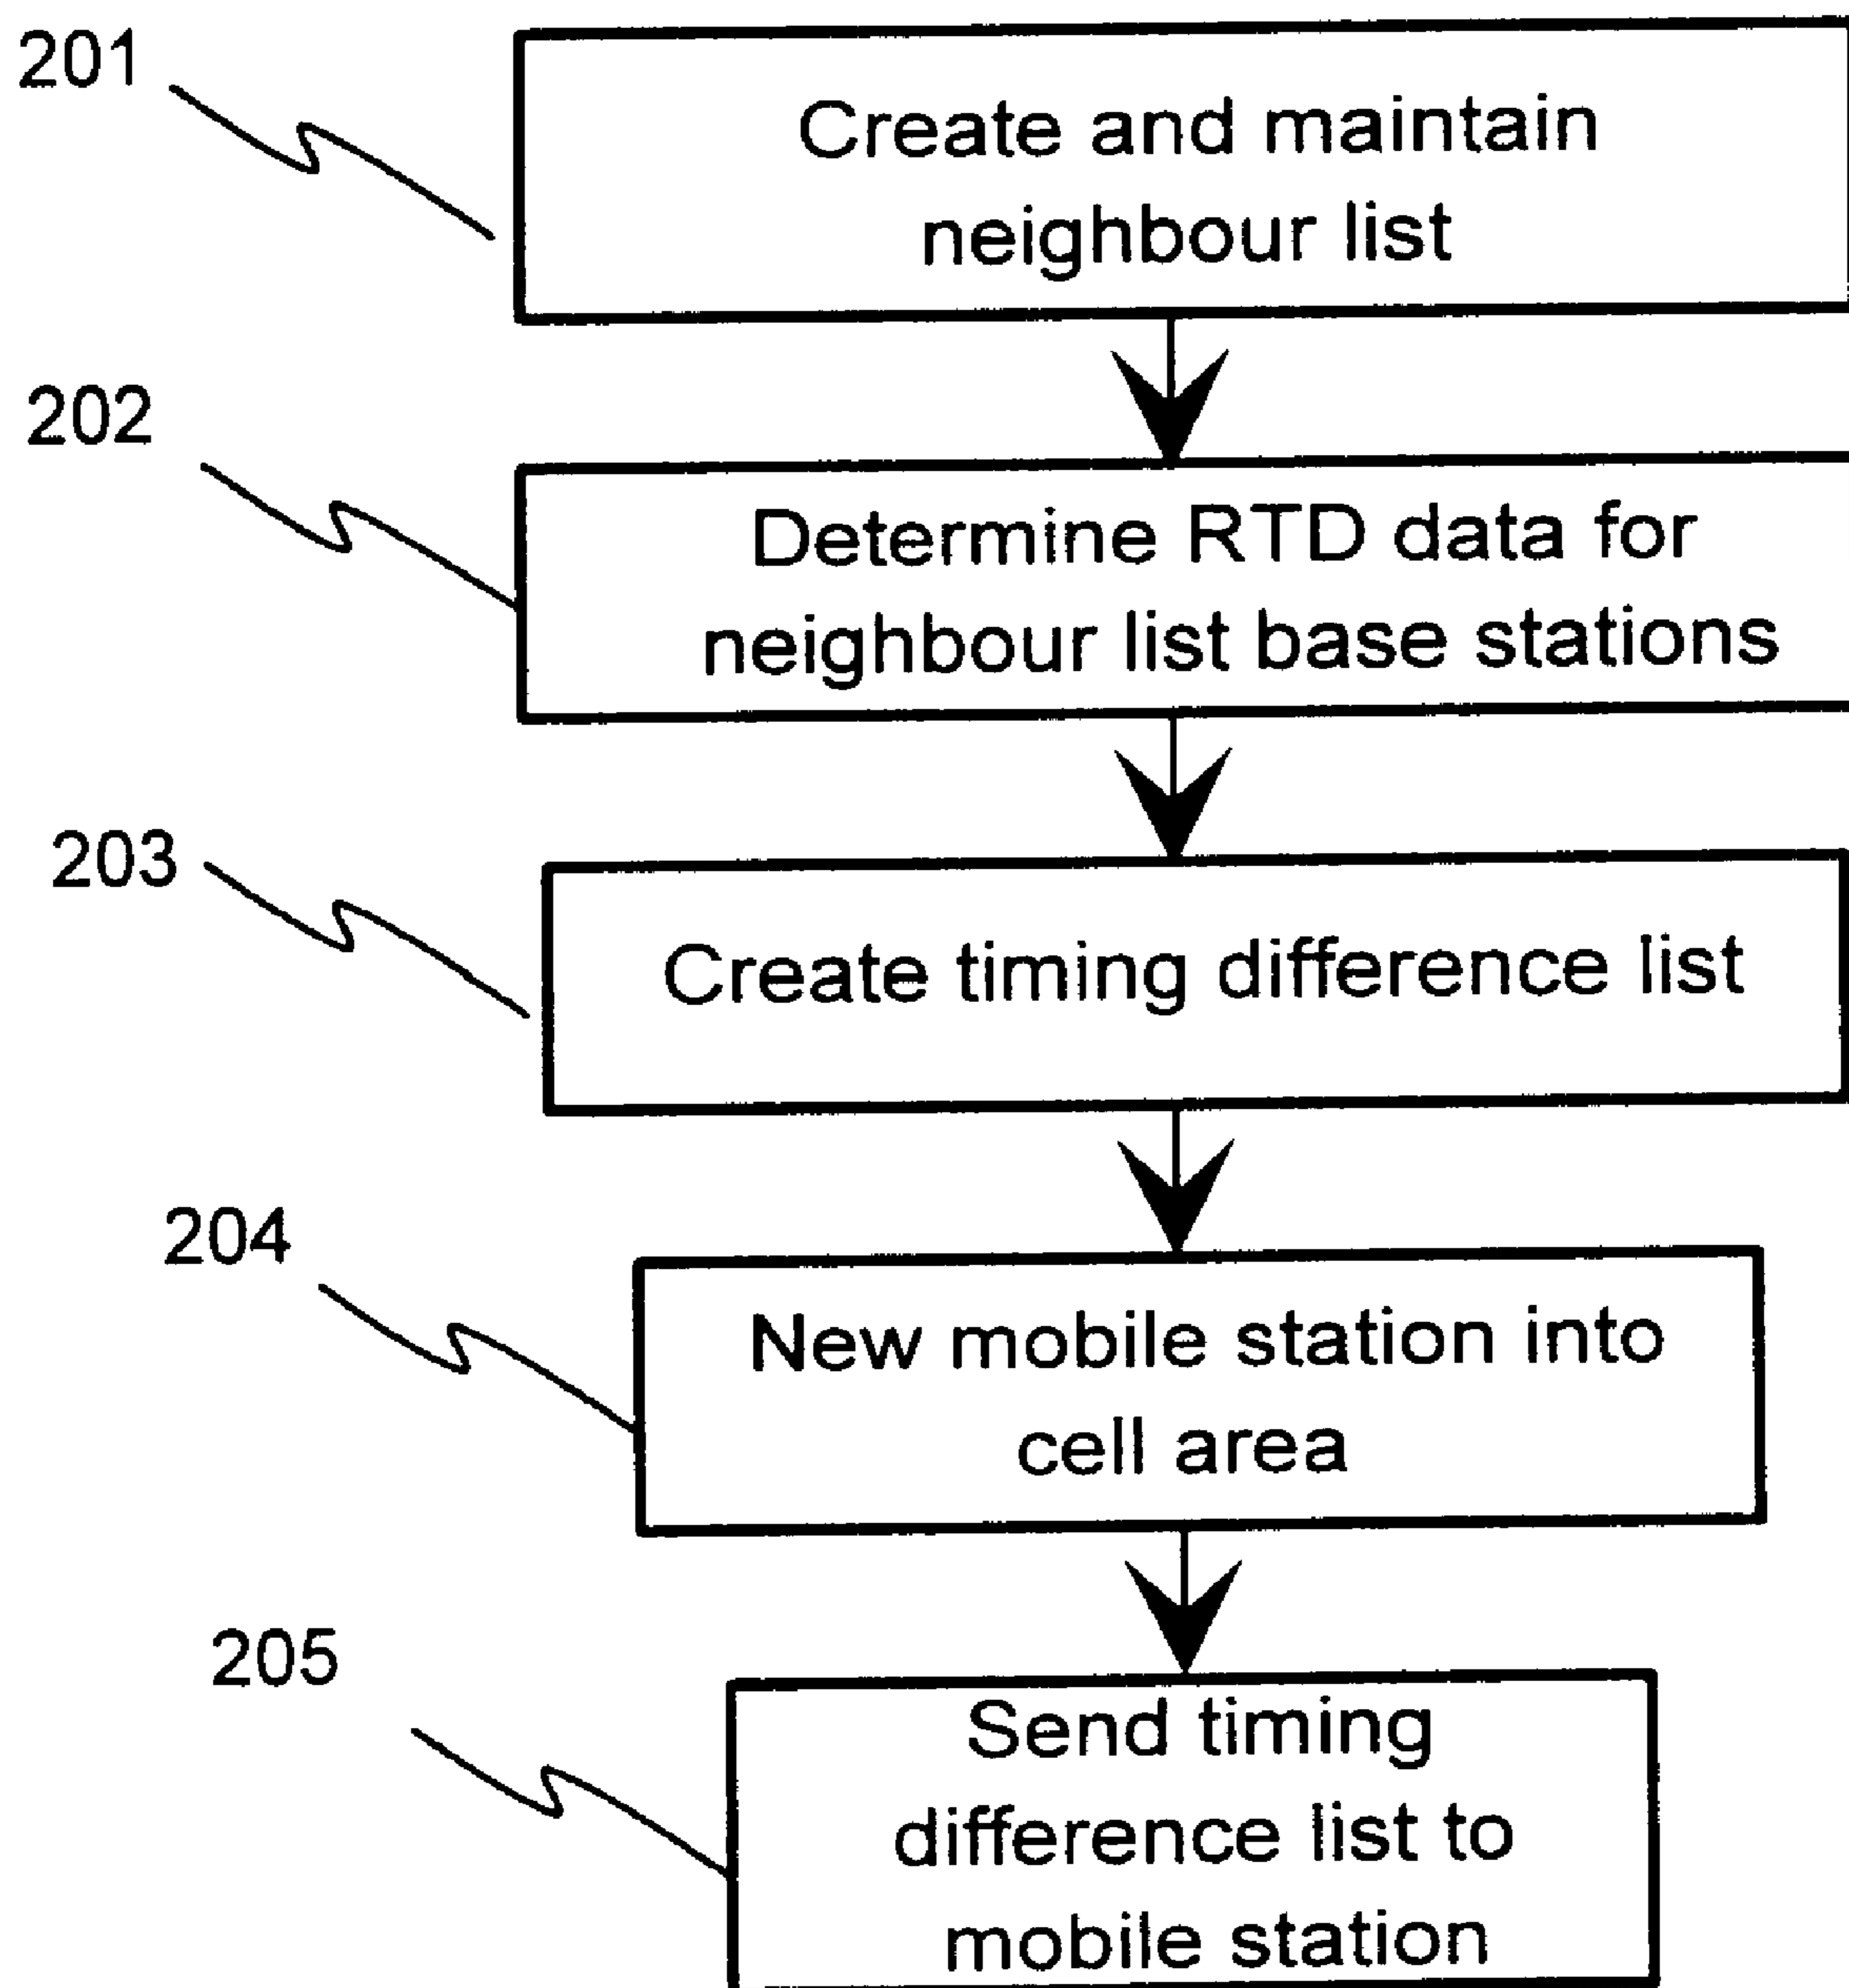 201
Create and maintain
neighbour list
202
Determine RTD data for
neighbour list base stations
203
Create timing difference list
204
New mobile station into
cell area
205
Send timing
difference list to
mobile station